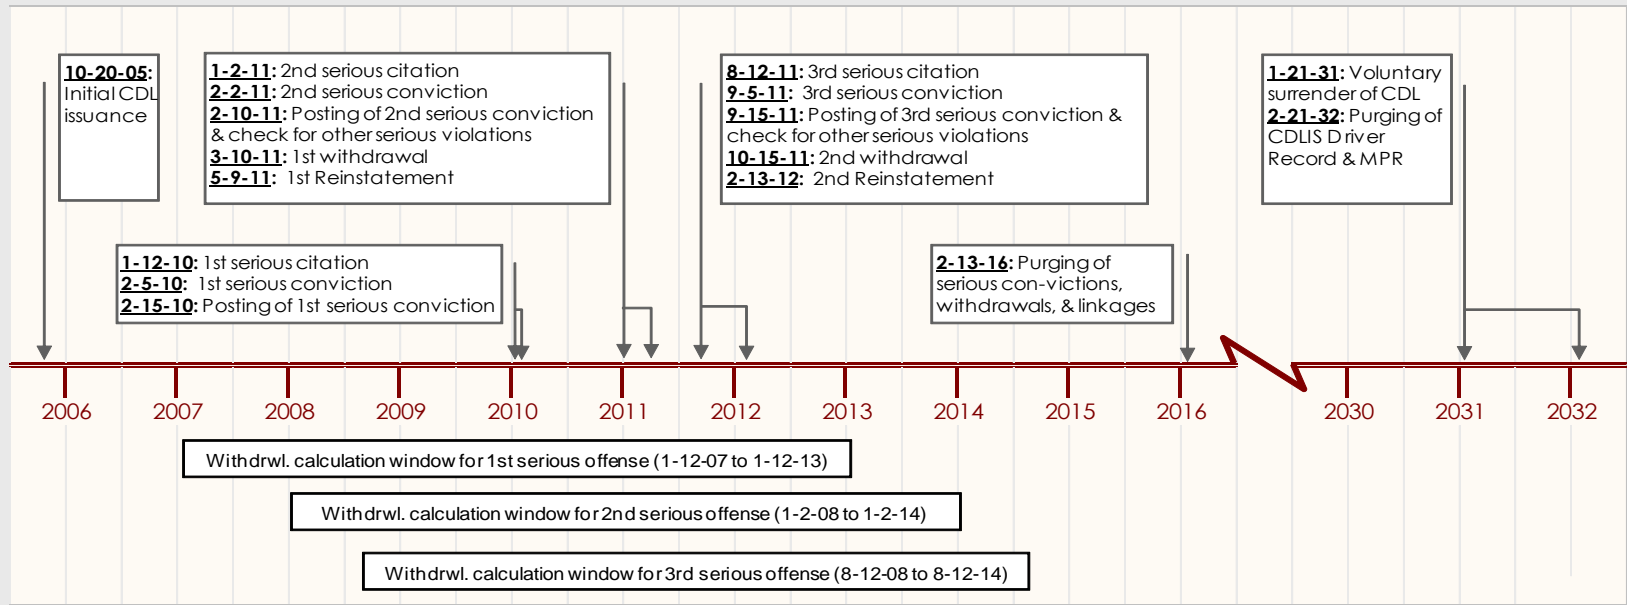 10-20-05:
Initial CDL
issuance
1-2-11: 2nd serious citation
2-2-11: 2nd serious conviction
2-10-11: Posting of 2nd serious conviction
& check for other serious violations
3-10-11: 1st withdrawal
5-9-11: 1st Reinstatement
8-12-11: 3rd serious citation
9-5-11: 3rd serious conviction
9-15-11: Posting of 3rd serious conviction &
check for other serious violations
10-15-11: 2nd withdrawal
2-13-12: 2nd Reinstatement
1-21-31: Voluntary
surrender of CDL
2-21-32: Purging of
CDLIS Driver
Record & MPR
1-12-10: 1st serious citation
2-5-10: 1st serious conviction
2-15-10: Posting of 1st serious conviction
2-13-16: Purging of
serious con-victions,
withdrawals, & linkages
2006 2007 2008 2009 2010 2011 2012 2013 2014 2015 2016 2030 2031 2032
Withdrwl. calculation window for 1st serious offense (1-12-07 to 1-12-13)
Withdrwl. calculation window for 2nd serious offense (1-2-08 to 1-2-14)
Withdrwl. calculation window for 3rd serious offense (8-12-08 to 8-12-14)